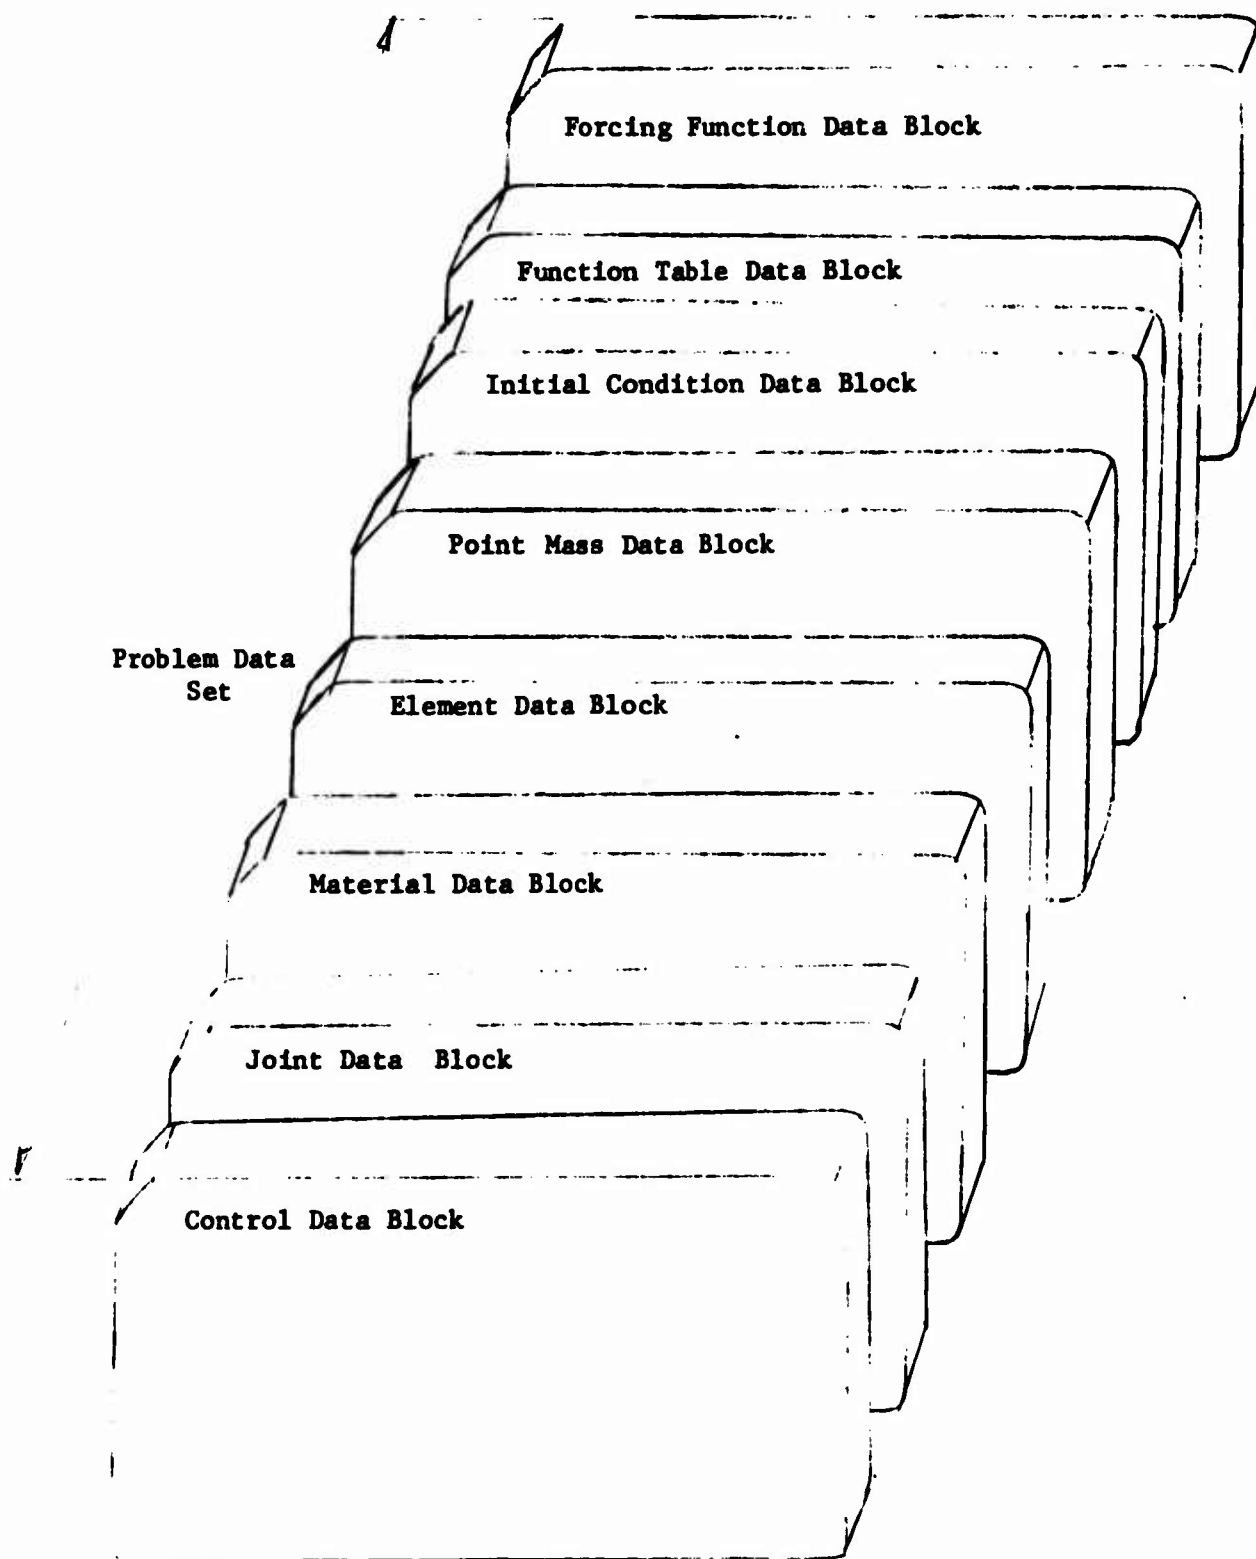 Forcing Function Data Block
Function Table Data Block
Initial Condition Data Block
Point Mass Data Block
Problem Data
Set
Element Data Block
Material Data Block
Joint Data Block
Control Data Block